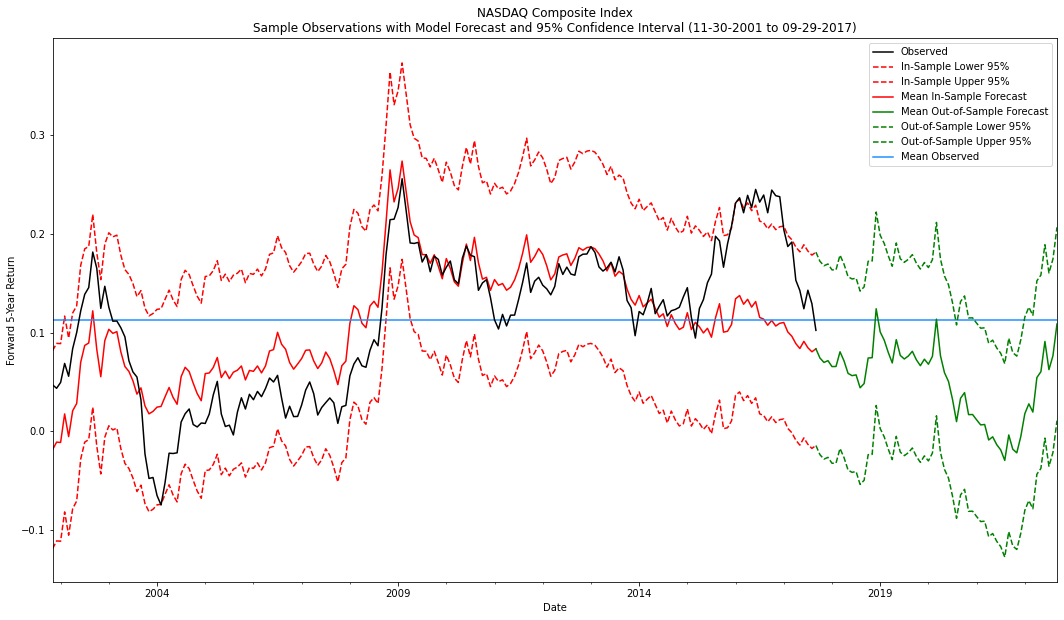 NASDAQ Composite Index
Sample Observations with Model Forecast and 95% Confidence Interval (11-30-2001 to 09-29-2017)
Observed
In-Sample Lower 95%
In-Sample Upper 95%
Mean In-Sample Forecast
Mean Out-of-Sample Forecast
Out-of-Sample Lower 95%
Out-of-Sample Upper 95%
Mean Observed
Forward 5-Year Return
0.3
0.2
0.1
0.0
−0.1
2004
2009
2014
2019
Date